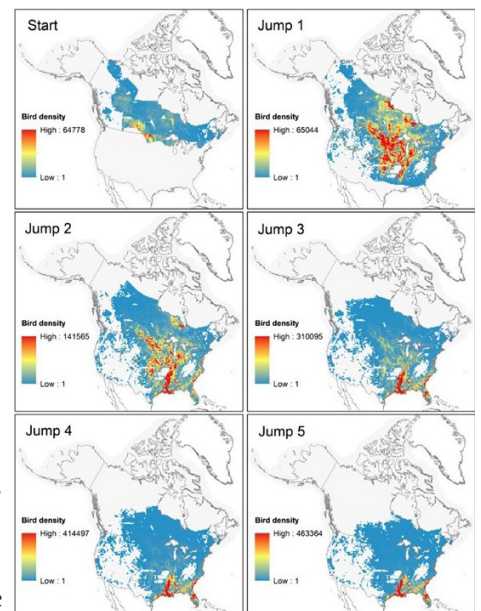 Start
Bird density
High : 64778
Low : 1
Jump 1
Bird density
High : 65044
Low : 1
Jump 2
Bird density
High : 141565
Low : 1
Jump 3
Bird density
High : 310095
Low : 1
Jump 4
Bird density
High : 414497
Low : 1
Jump 5
Bird density
High : 463364
Low : 1